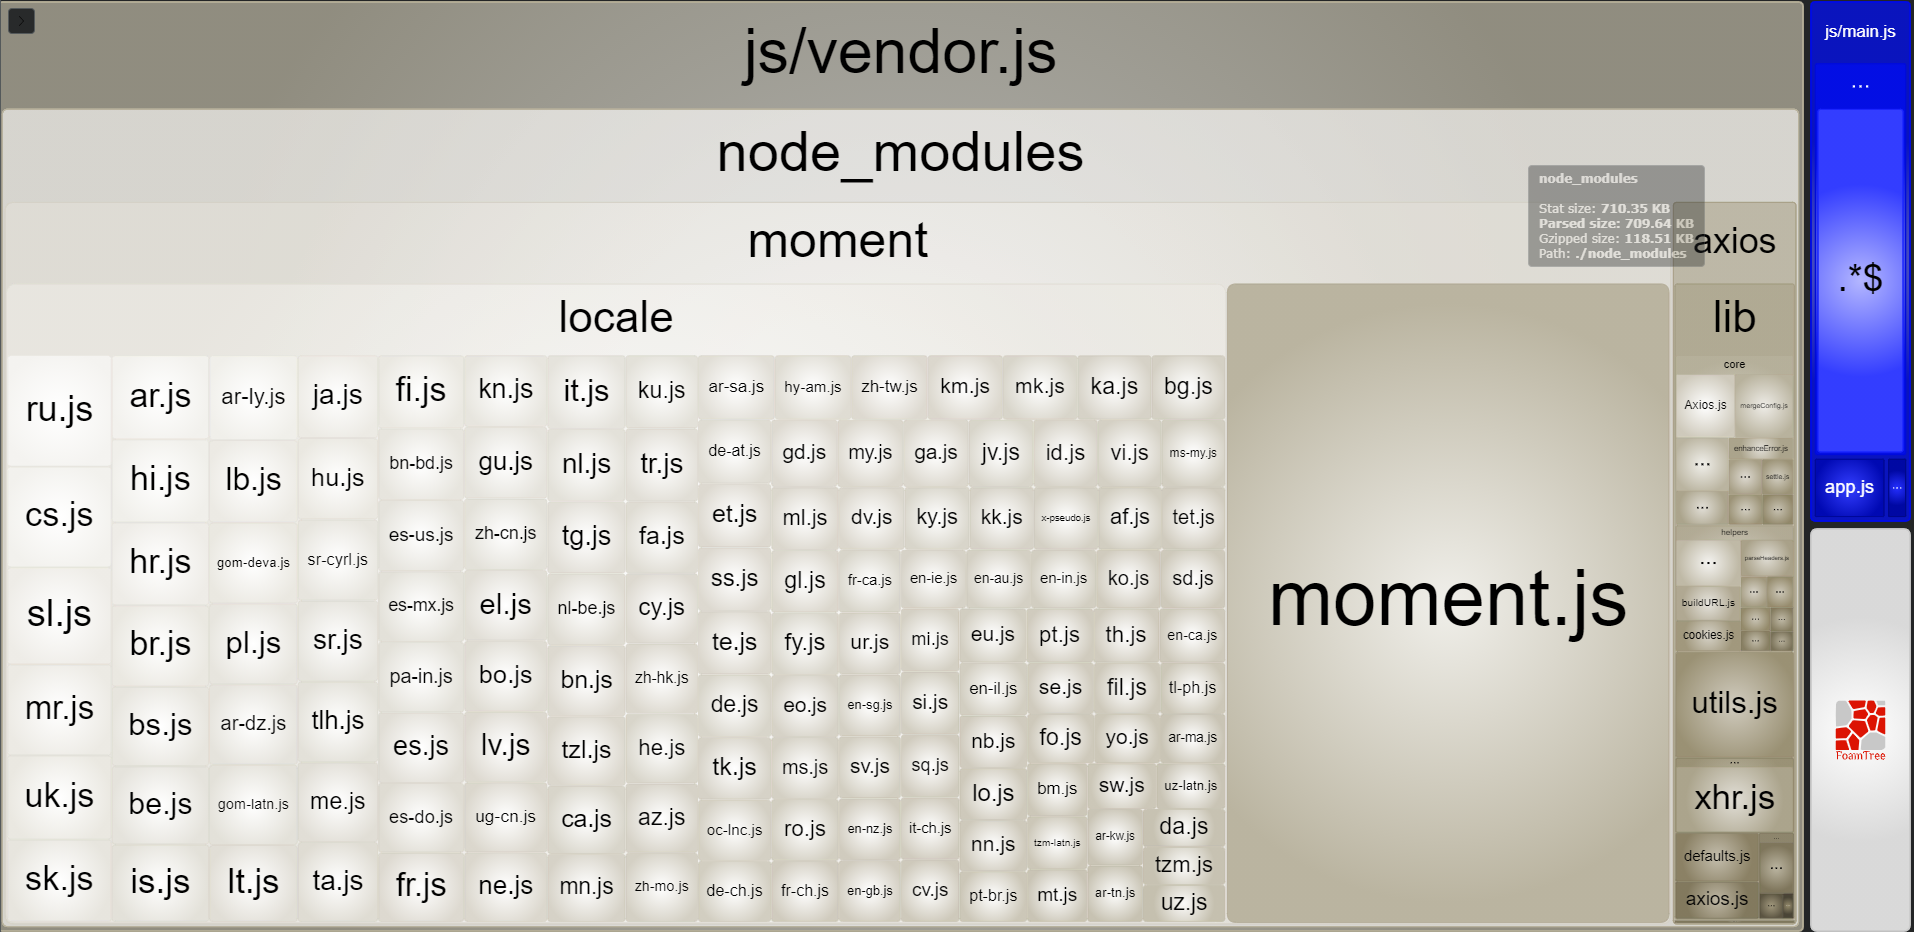 js/vendor.js
js/main.js
...
node_modules
node_modules
Stat size: 710.35 KB
Parsed size: 709.64 KB
Gzipped size: 118.51 KB
Path: ./node_modules
moment
axios
.*$
locale
lib
ru.js
cs.js
sl.js
mr.js
uk.js
sk.js
ar.js
hi.js
hr.js
br.js
bs.js
be.js
is.js
ar-ly.js
lb.js
gom-deva.js
pl.js
ar-dz.js
gom-latn.js
lt.js
ja.js
hu.js
sr-cyrl.js
sr.js
tlh.js
me.js
ta.js
fi.js
bn-bd.js
es-us.js
es-mx.js
pa-in.js
es.js
es-do.js
fr.js
kn.js
gu.js
zh-cn.js
el.js
bo.js
lv.js
ug-cn.js
ne.js
it.js
nl.js
tg.js
nl-be.js
bn.js
tzl.js
ca.js
mn.js
ku.js
tr.js
fa.js
cy.js
zh-hk.js
he.js
az.js
zh-mo.js
ar-sa.js
hy-am.js
zh-tw.js
km.js
mk.js
ka.js
bg.js
de-at.js
gd.js
my.js
ga.js
jv.js
id.js
vi.js
ms-my.js
et.js
ml.js
dv.js
ky.js
kk.js
x-pseudo.js
af.js
tet.js
ss.js
gl.js
fr-ca.js
en-ie.js
en-au.js
en-in.js
ko.js
sd.js
te.js
fy.js
ur.js
mi.js
eu.js
pt.js
th.js
en-ca.js
de.js
eo.js
en-sg.js
si.js
en-il.js
se.js
fil.js
tl-ph.js
tk.js
ms.js
sv.js
sq.js
nb.js
fo.js
yo.js
ar-ma.js
lo.js
bm.js
sw.js
uz-latn.js
oc-lnc.js
ro.js
en-nz.js
it-ch.js
nn.js
tzm-latn.js
ar-kw.js
da.js
tzm.js
de-ch.js
fr-ch.js
en-gb.js
cv.js
pt-br.js
mt.js
ar-tn.js
uz.js
moment.js
core
Axios.js
mergeConfig.js
...
enhanceError.js
...
settle.js
...
...
...
helpers
...
parseHeaders.js
...
...
buildURL.js
...
...
cookies.js
...
...
utils.js
...
xhr.js
...
defaults.js
...
axios.js
...
app.js
...
FoamTree